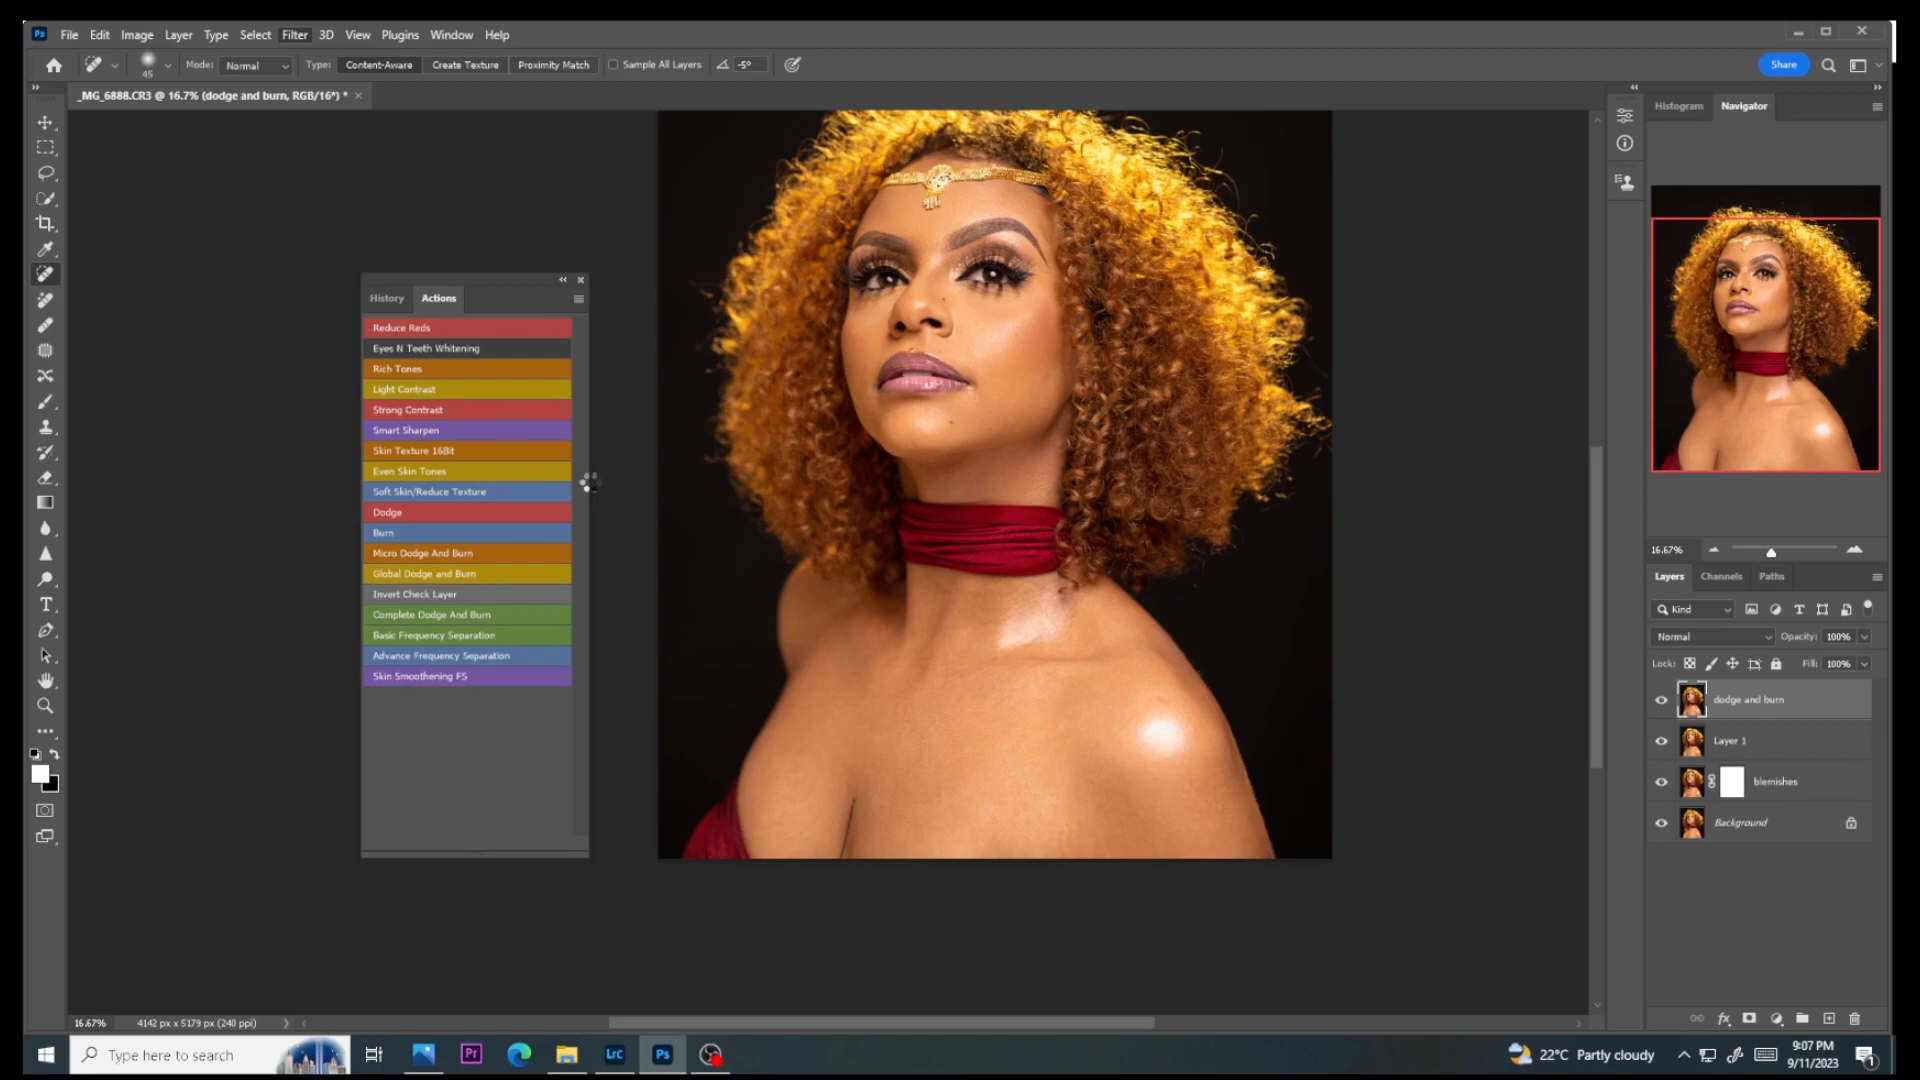 Ps File Edit Image Layer Type Select Filter 3D View Plugins Window Help
45 Mode: Normal Type: Content-Aware Create Texture Proximity Match Sample All Layers -5° Share
_MG_6888.CR3 @ 16.7% (dodge and burn, RGB/16*) *
Histogram Navigator
History Actions
Reduce Reds
Eyes N Teeth Whitening
Rich Tones
Light Contrast
Strong Contrast
Smart Sharpen
Skin Texture 16Bit
Even Skin Tones
Soft Skin/Reduce Texture
Dodge
Burn
Micro Dodge And Burn
Global Dodge and Burn
Invert Check Layer
Complete Dodge And Burn
Basic Frequency Separation
Advance Frequency Separation
Skin Smoothening FS
16.67%
Layers Channels Paths
Kind
Normal Opacity: 100%
Lock: Fill: 100%
dodge and burn
Layer 1
blemishes
Background
16.67% 4142 px x 5179 px (240 ppi)
Type here to search Pr Lrc Ps 22°C Partly cloudy
9:07 PM
9/11/2023
1